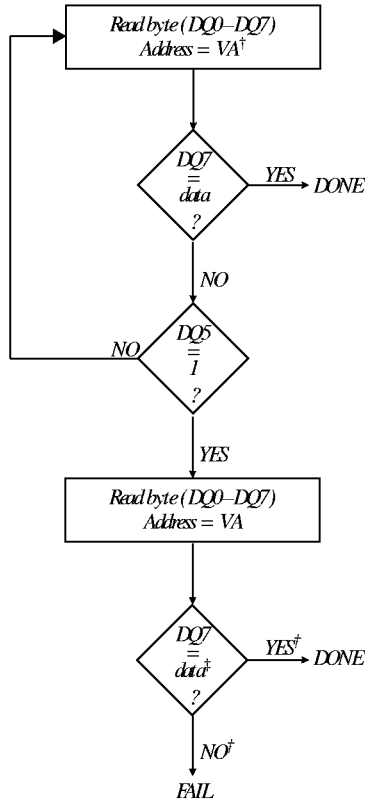 Read byte (DQ0–DQ7)
Address = VA†
DQ7
=
data
?
YES
DONE
NO
DQ5
=
1
?
NO
YES
Read byte (DQ0–DQ7)
Address = VA
DQ7
=
data‡
?
YES†
DONE
NO†
FAIL